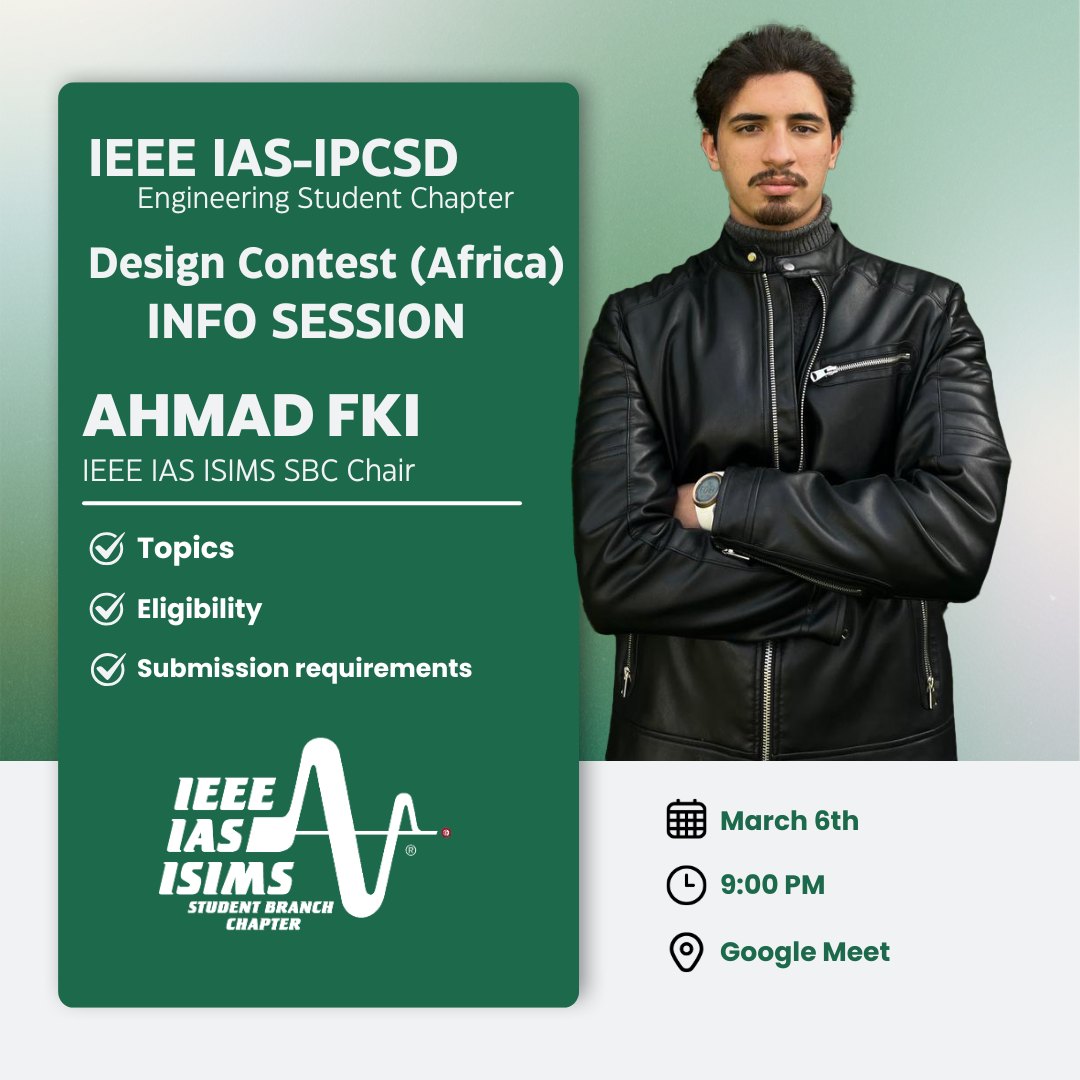 IEEE IAS-IPCSD
Engineering Student Chapter
Design Contest (Africa)
INFO SESSION
AHMAD FKI
IEEE IAS ISIMS SBC Chair
Topics
Eligibility
Submission requirements
IEEE
IAS
ISIMS
®
STUDENT BRANCH
CHAPTER
March 6th
9:00 PM
Google Meet